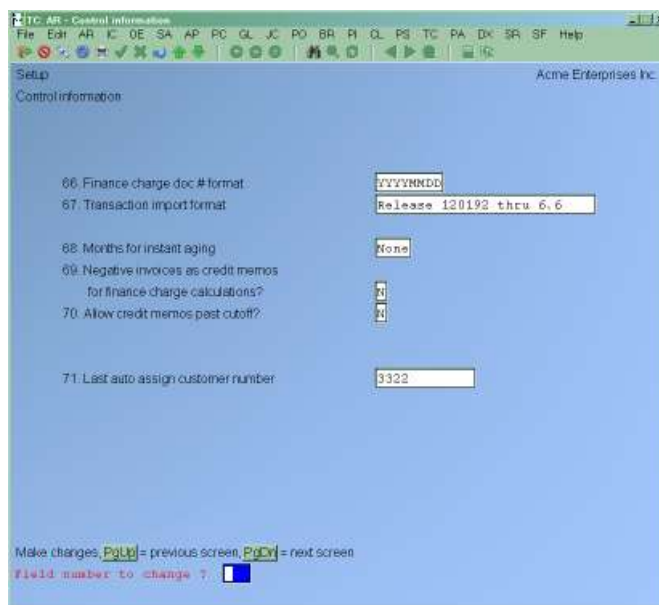 TC: AR - Control information
File Edit AR IC OE SA AP PC GL JC PO BR PI CL PS TC PA DX SR SF Help
Setup Acme Enterprises Inc.
Control information
66. Finance charge doc # format YYYYMMDD
67. Transaction import format Release 120192 thru 6.6
68. Months for instant aging None
69. Negative invoices as credit memos
for finance charge calculations? N
70. Allow credit memos past cutoff? N
71. Last auto assign customer number 3322
Make changes, PgUp = previous screen, PgDn = next screen
Field number to change ?